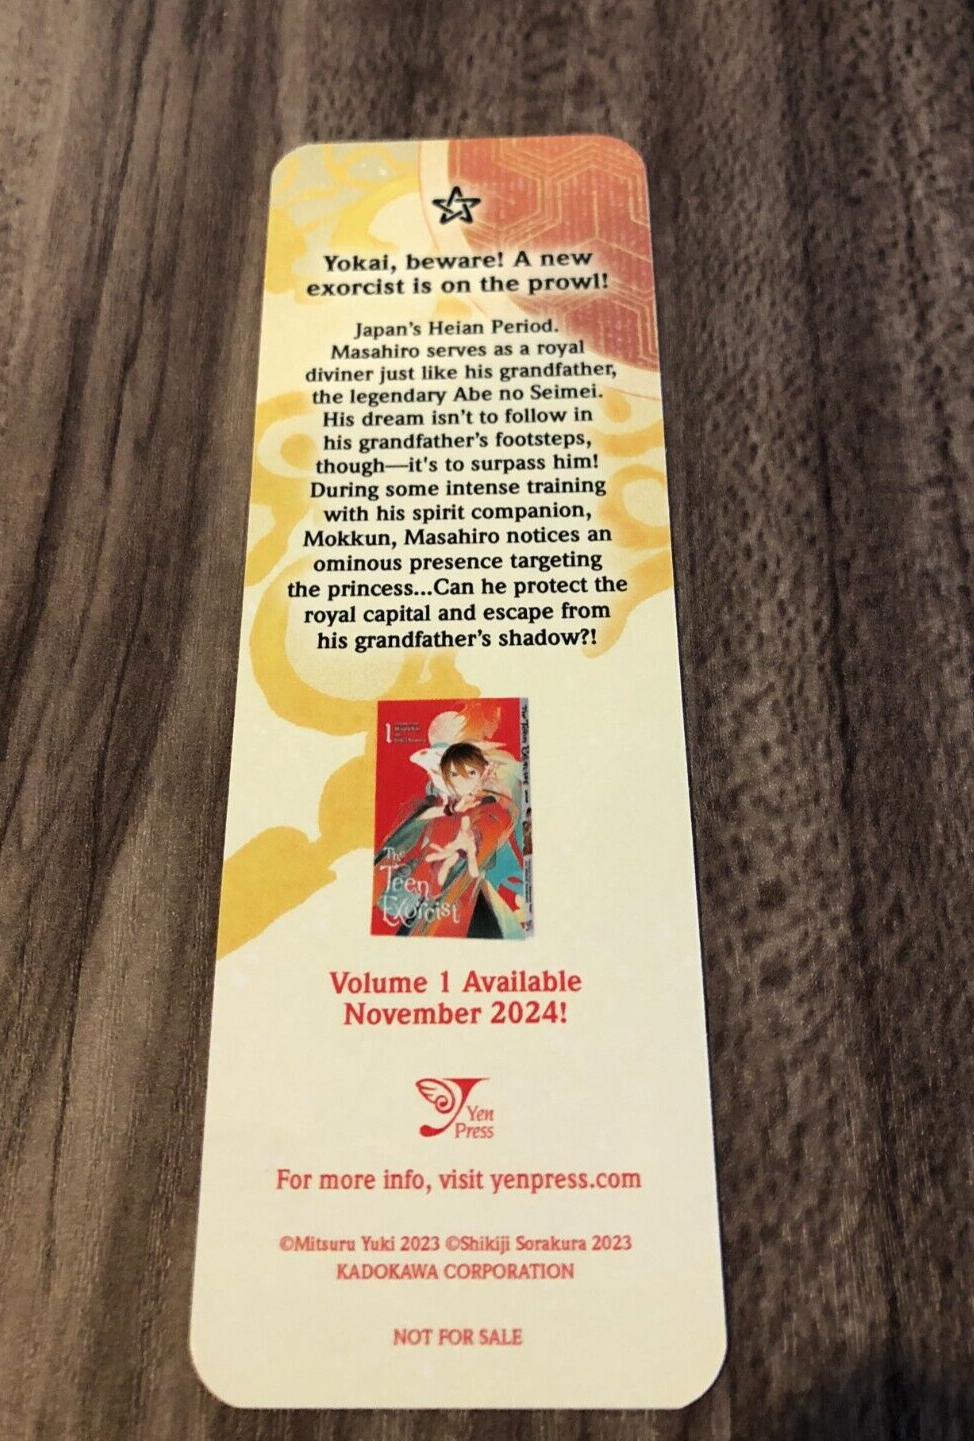 Yokai, beware! A new
exorcist is on the prowl!
Japan's Heian Period.
Masahiro serves as a royal
diviner just like his grandfather,
the legendary Abe no Seimei.
His dream isn't to follow in
his grandfather's footsteps,
though—it's to surpass him!
During some intense training
with his spirit companion,
Mokkun, Masahiro notices an
ominous presence targeting
the princess...Can he protect the
royal capital and escape from
his grandfather's shadow?!
1
The
Teen
Exorcist
Volume 1 Available
November 2024!
Yen
Press
For more info, visit yenpress.com
©Mitsuru Yuki 2023 ©Shikiji Sorakura 2023
KADOKAWA CORPORATION
NOT FOR SALE